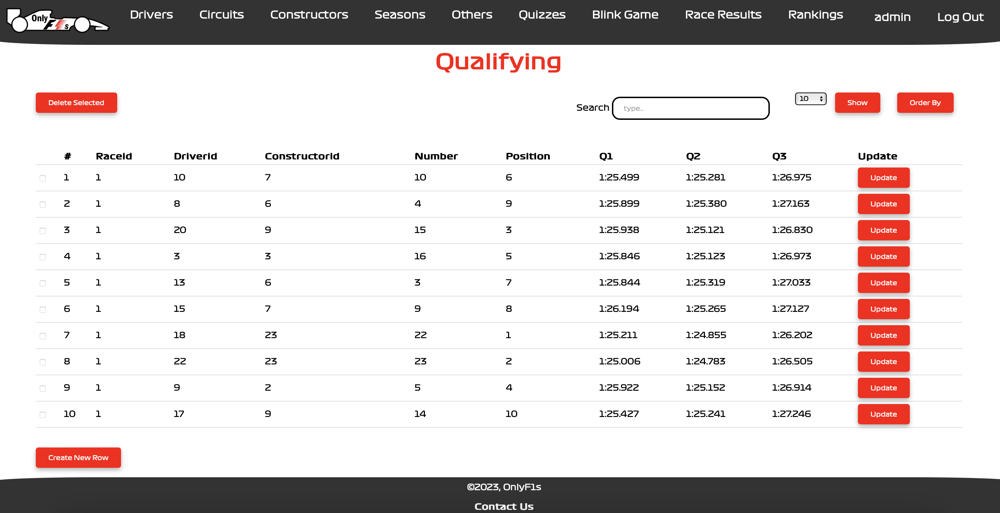 Only F1s Drivers Circuits Constructors Seasons Others Quizzes Blink Game Race Results Rankings admin Log Out
Qualifying
Delete Selected Search type.. 10 Show Order By
# Raceid Driverid Constructorid Number Position Q1 Q2 Q3 Update
1 1 10 7 10 6 1:25.499 1:25.281 1:26.975 Update
2 1 8 6 4 9 1:25.899 1:25.380 1:27.163 Update
3 1 20 9 15 3 1:25.938 1:25.121 1:26.830 Update
4 1 3 3 16 5 1:25.846 1:25.123 1:26.973 Update
5 1 13 6 3 7 1:25.844 1:25.319 1:27.033 Update
6 1 15 7 9 8 1:26.194 1:25.265 1:27.127 Update
7 1 18 23 22 1 1:25.211 1:24.855 1:26.202 Update
8 1 22 23 23 2 1:25.006 1:24.783 1:26.505 Update
9 1 9 2 5 4 1:25.922 1:25.152 1:26.914 Update
10 1 17 9 14 10 1:25.427 1:25.241 1:27.246 Update
Create New Row
©2023, OnlyF1s
Contact Us